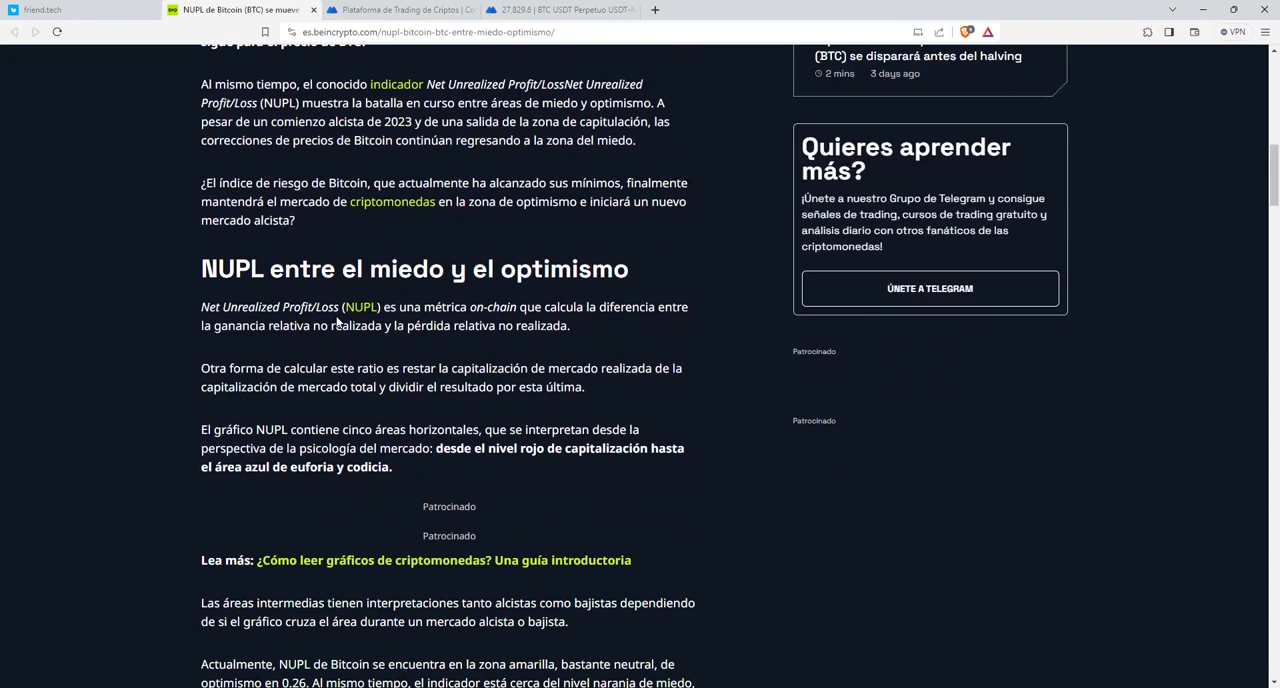 friend.tech
NUPL de Bitcoin (BTC) se mueve
Plataforma de Trading de Criptos | Co
27,829.6 | BTC USDT Perpetuo USDT-M
es.beincrypto.com/nupl-bitcoin-btc-entre-miedo-optimismo/
VPN
Al mismo tiempo, el conocido indicador Net Unrealized Profit/LossNet Unrealized
Profit/Loss (NUPL) muestra la batalla en curso entre áreas de miedo y optimismo. A
pesar de un comienzo alcista de 2023 y de una salida de la zona de capitulación, las
correcciones de precios de Bitcoin continúan regresando a la zona del miedo.
¿El índice de riesgo de Bitcoin, que actualmente ha alcanzado sus mínimos, finalmente
mantendrá el mercado de criptomonedas en la zona de optimismo e iniciará un nuevo
mercado alcista?
NUPL entre el miedo y el optimismo
Net Unrealized Profit/Loss (NUPL) es una métrica on-chain que calcula la diferencia entre
la ganancia relativa no realizada y la pérdida relativa no realizada.
Otra forma de calcular este ratio es restar la capitalización de mercado realizada de la
capitalización de mercado total y dividir el resultado por esta última.
El gráfico NUPL contiene cinco áreas horizontales, que se interpretan desde la
perspectiva de la psicología del mercado: desde el nivel rojo de capitalización hasta
el área azul de euforia y codicia.
Patrocinado
Patrocinado
Lea más: ¿Cómo leer gráficos de criptomonedas? Una guía introductoria
Las áreas intermedias tienen interpretaciones tanto alcistas como bajistas dependiendo
de si el gráfico cruza el área durante un mercado alcista o bajista.
Actualmente, NUPL de Bitcoin se encuentra en la zona amarilla, bastante neutral, de
optimismo en 0.26. Al mismo tiempo, el indicador está cerca del nivel naranja de miedo,
(BTC) se disparará antes del halving
2 mins 3 days ago
Quieres aprender
más?
¡Únete a nuestro Grupo de Telegram y consigue
señales de trading, cursos de trading gratuito y
análisis diario con otros fanáticos de las
criptomonedas!
ÚNETE A TELEGRAM
Patrocinado
Patrocinado